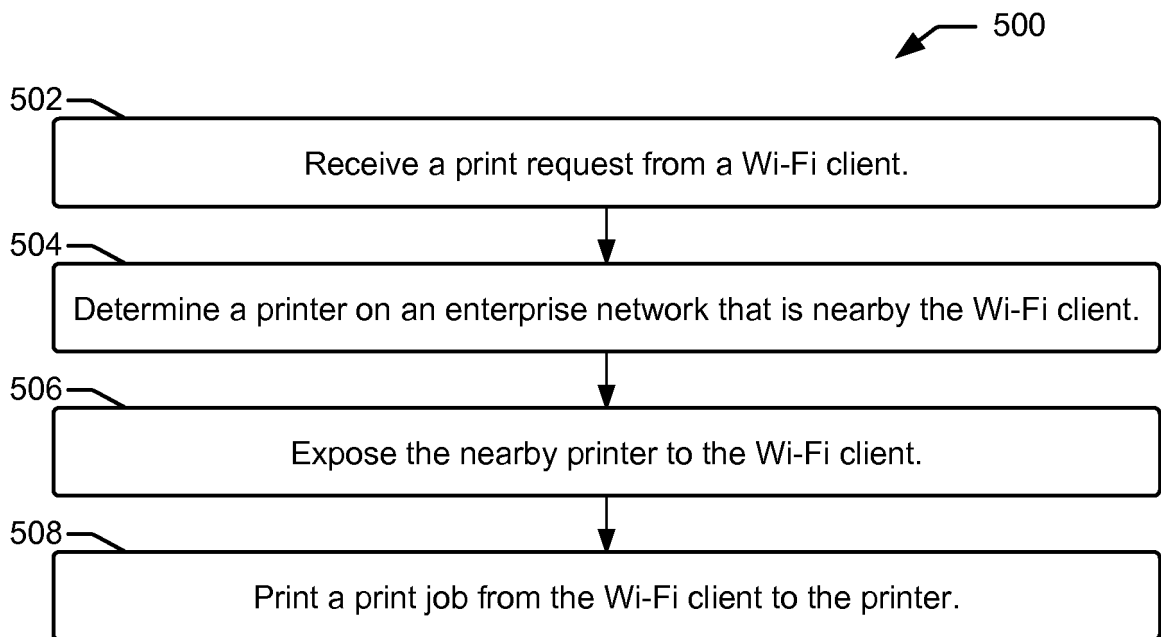 500
502
Receive a print request from a Wi-Fi client.
504
Determine a printer on an enterprise network that is nearby the Wi-Fi client.
506
Expose the nearby printer to the Wi-Fi client.
508
Print a print job from the Wi-Fi client to the printer.